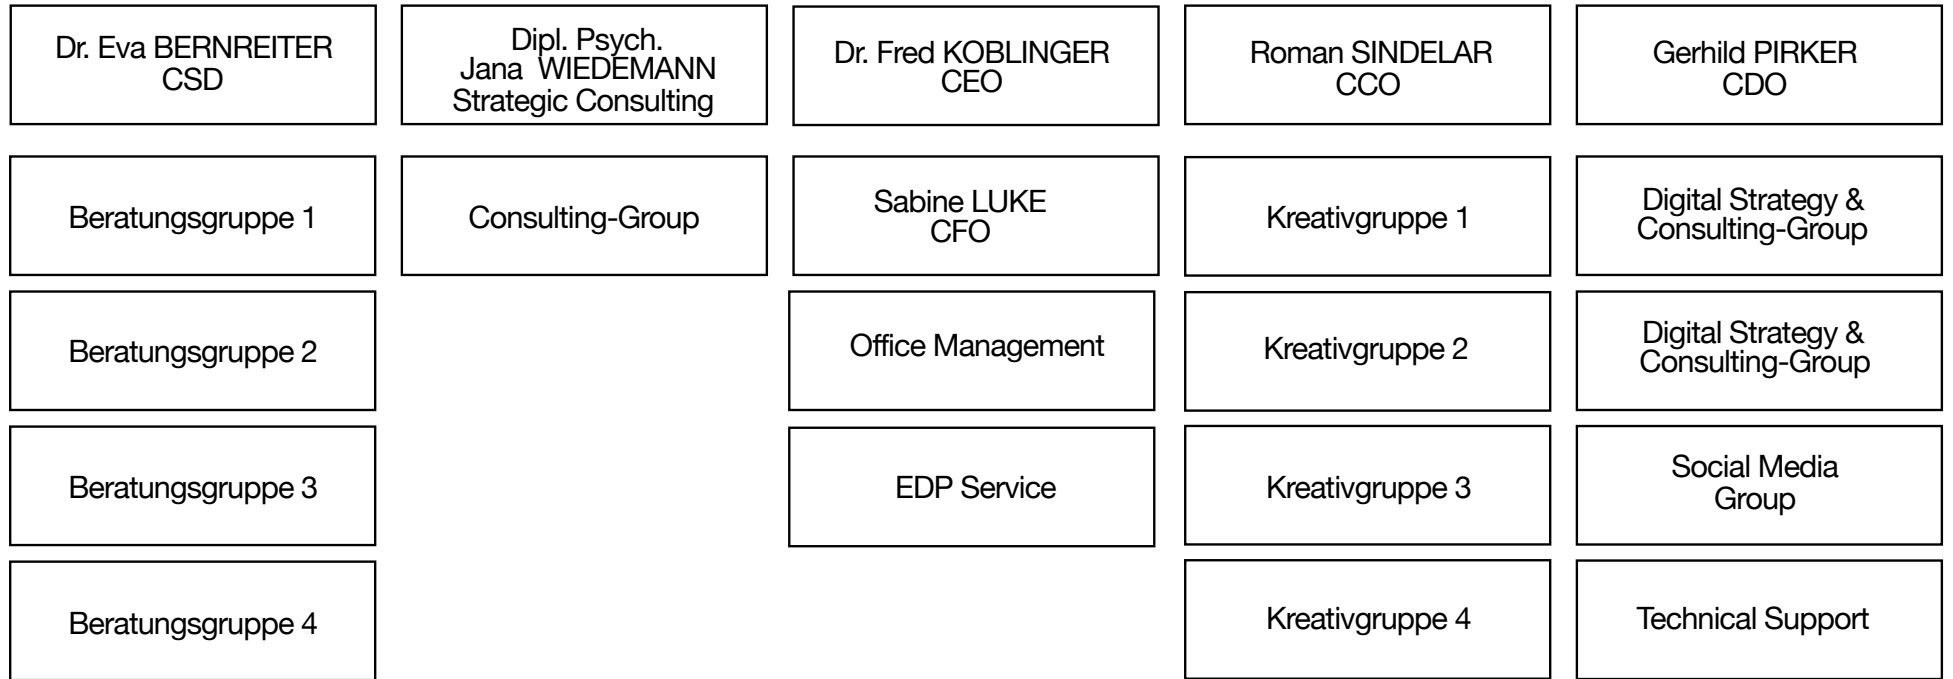 Dr. Eva BERNREITER
CSD
Dipl. Psych.
Jana WIEDEMANN
Strategic Consulting
Dr. Fred KOBLINGER
CEO
Roman SINDELAR
CCO
Gerhild PIRKER
CDO
Beratungsgruppe 1
Consulting-Group
Sabine LUKE
CFO
Kreativgruppe 1
Digital Strategy &
Consulting-Group
Beratungsgruppe 2
Office Management
Kreativgruppe 2
Digital Strategy &
Consulting-Group
Beratungsgruppe 3
EDP Service
Kreativgruppe 3
Social Media
Group
Beratungsgruppe 4
Kreativgruppe 4
Technical Support